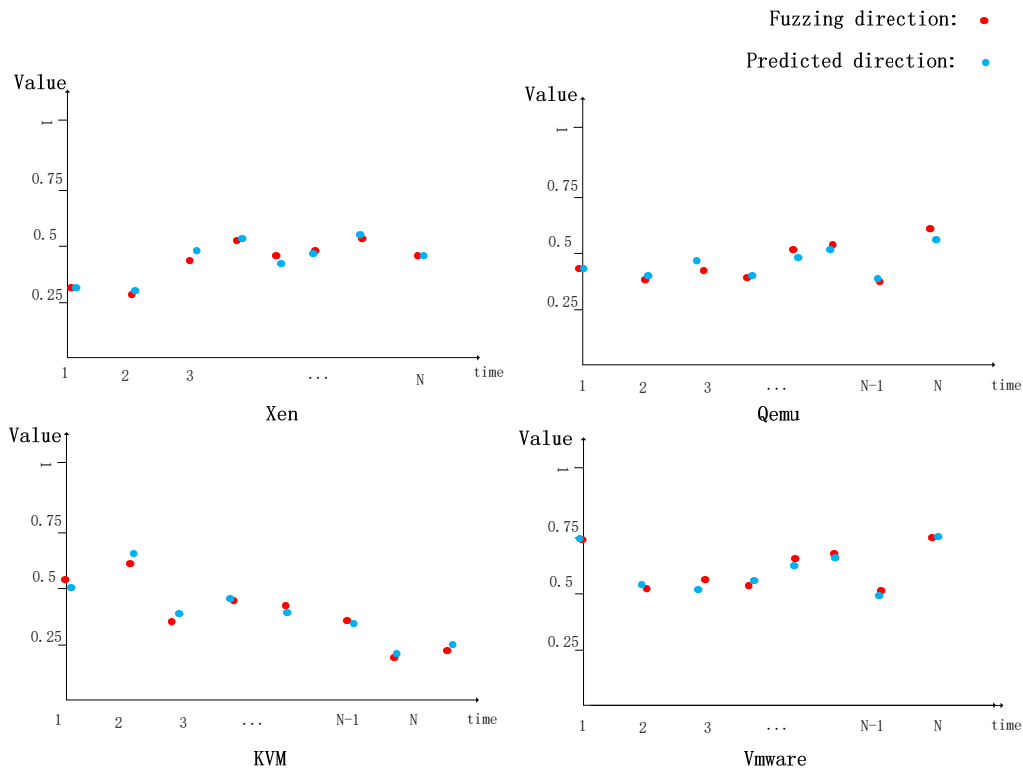 Fuzzing direction:
Predicted direction:
Value
1
0.75
0.5
0.25
1 2 3 ... N time
Xen
Value
1
0.75
0.5
0.25
1 2 3 ... N-1 N time
Qemu
Value
1
0.75
0.5
0.25
1 2 3 ... N-1 N time
KVM
Value
1
0.75
0.5
0.25
1 2 3 ... N-1 N time
Vmware